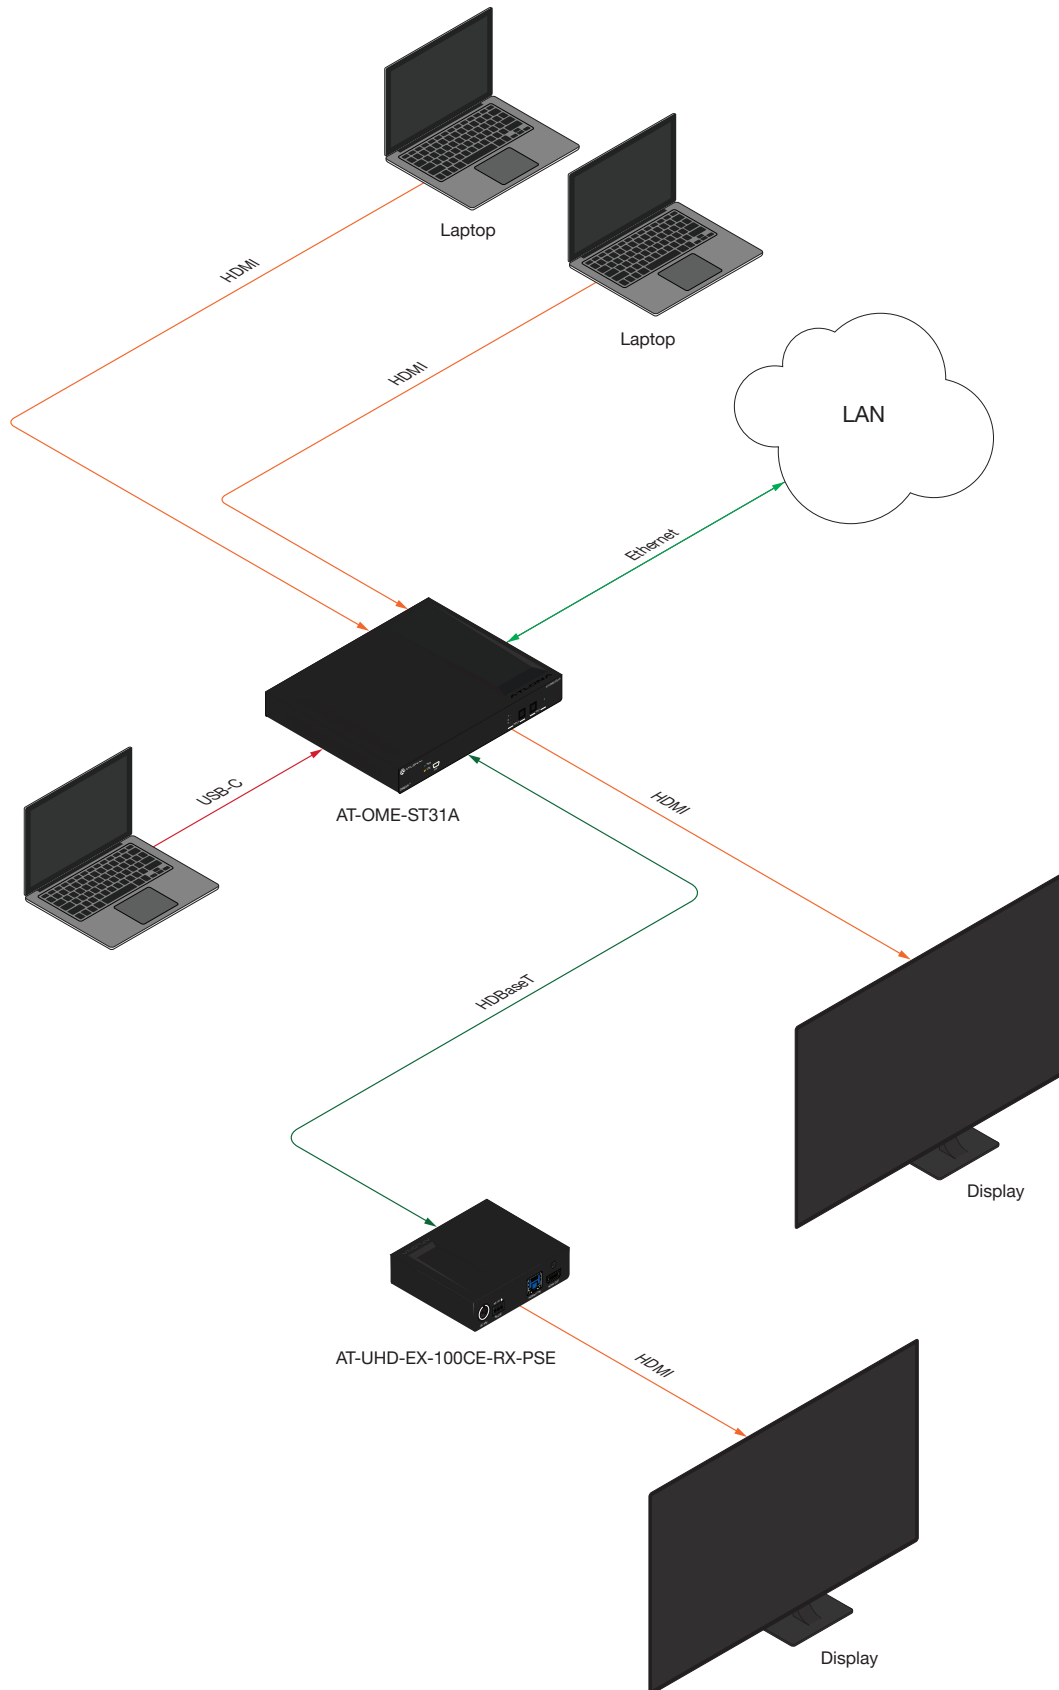 Laptop
HDMI
Laptop
HDMI
LAN
Ethernet
ATLONA
USB-C
AT-OME-ST31A
HDMI
HDBaseT
Display
AT-UHD-EX-100CE-RX-PSE
HDMI
Display